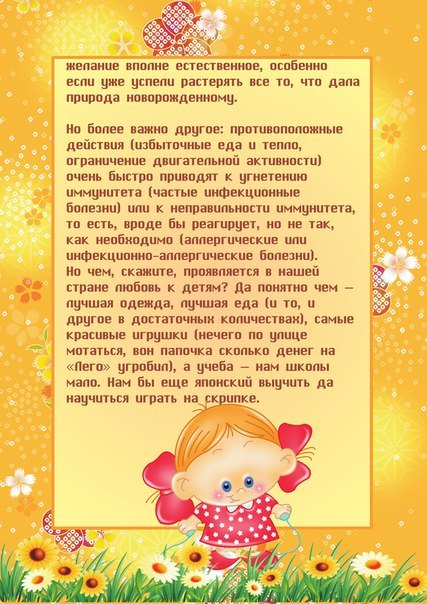 желание вполне естественное, особенно
если уже успели растерять все то, что дала
природа новорожденному.
Но более важно другое: противоположные
действия (избыточные еда и тепло,
ограничение двигательной активности)
очень быстро приводят к угнетению
иммунитета (частые инфекционные
болезни) или к неправильности иммунитета,
то есть, вроде бы реагирует, но не так,
как необходимо (аллергические или
инфекционно-аллергические болезни).
Но чем, скажите, проявляется в нашей
стране любовь к детям? Да понятно чем —
лучшая одежда, лучшая еда (и то, и
другое в достаточных количествах), самые
красивые игрушки (нечего по улице
мотаться, вон папочка сколько денег на
«Лего» угробил), а учеба — нам школы
мало. Нам бы еще японский выучить да
научиться играть на скрипке.